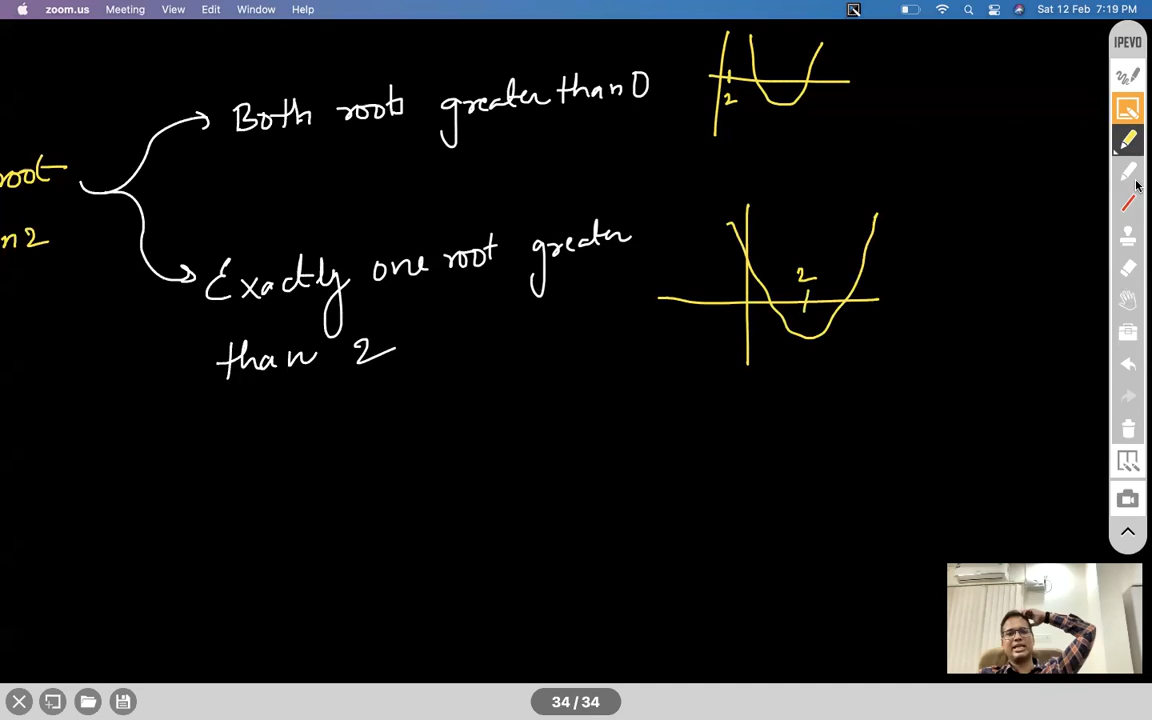 zoom.us Meeting View Edit Window Help Sat 12 Feb 7:19 PM
IPEVO
Both root greater than 0
2
root
n 2
Exactly one root greater
than 2
2
34 / 34